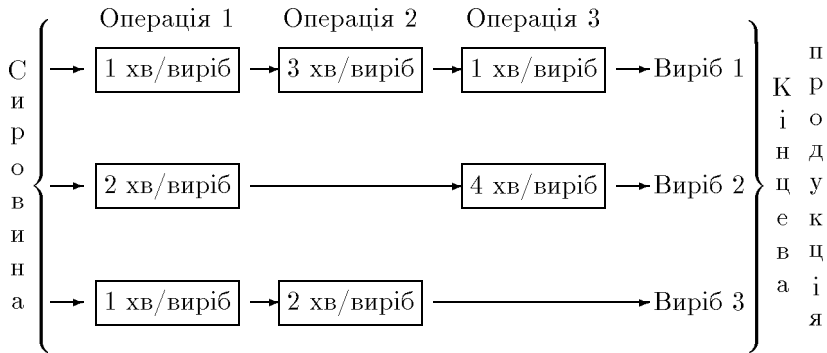 Операція 1 Операція 2 Операція 3
Сировина
1 хв/виріб 3 хв/виріб 1 хв/виріб Виріб 1
2 хв/виріб 4 хв/виріб Виріб 2
1 хв/виріб 2 хв/виріб Виріб 3
Кінцева
продукція